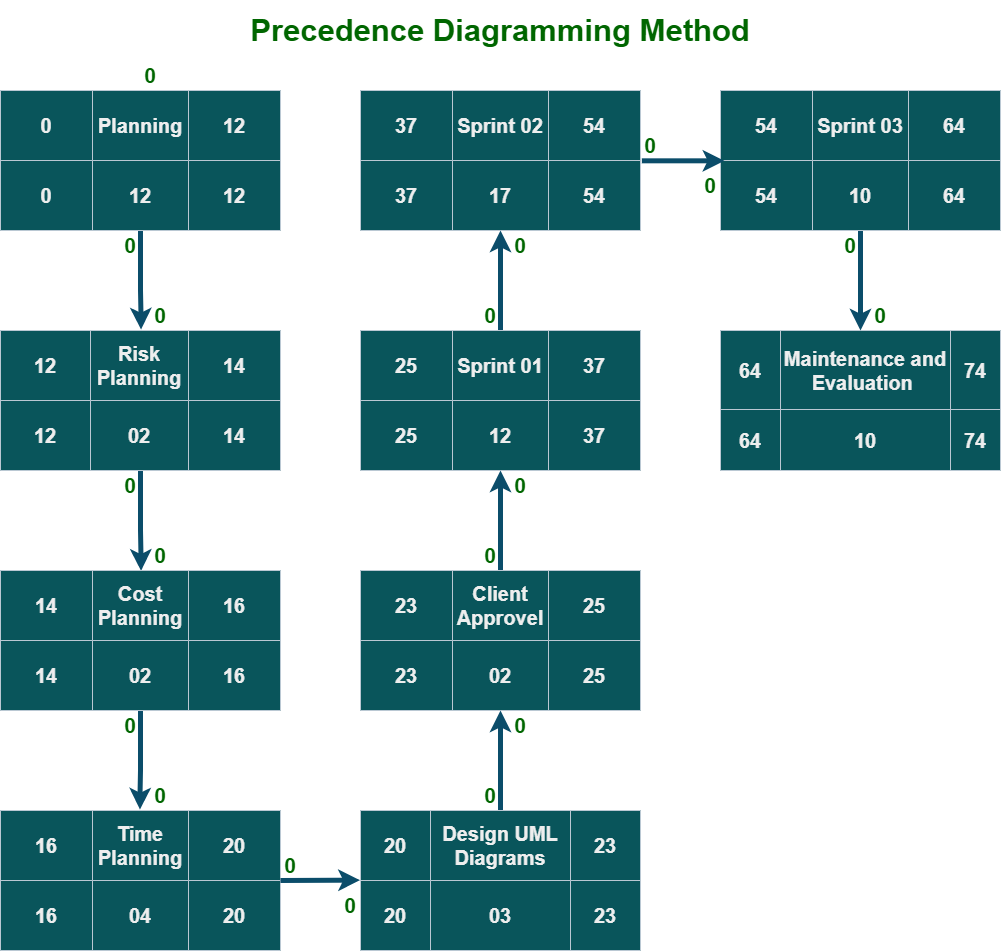 Precedence Diagramming Method
0
0 Planning 12
0 12 12
0
0
12 Risk Planning 14
12 02 14
0
0
14 Cost Planning 16
14 02 16
0
0
16 Time Planning 20
16 04 20
0
0
20 Design UML Diagrams 23
20 03 23
0
0
23 Client Approvel 25
23 02 25
0
0
25 Sprint 01 37
25 12 37
0
0
37 Sprint 02 54
37 17 54
0
0
54 Sprint 03 64
54 10 64
0
0
64 Maintenance and Evaluation 74
64 10 74